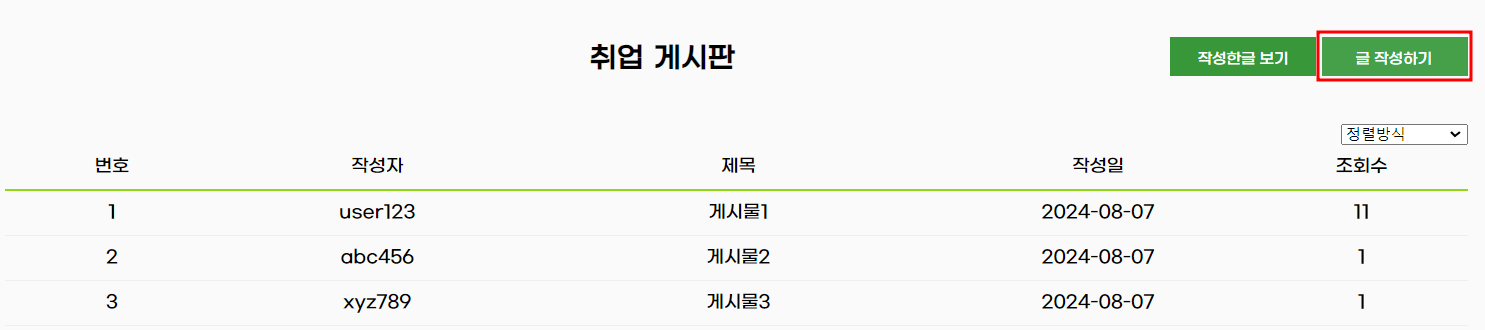 취업 게시판
작성한글 보기 글 작성하기
정렬방식
번호 작성자 제목 작성일 조회수
1 user123 게시물1 2024-08-07 11
2 abc456 게시물2 2024-08-07 1
3 xyz789 게시물3 2024-08-07 1